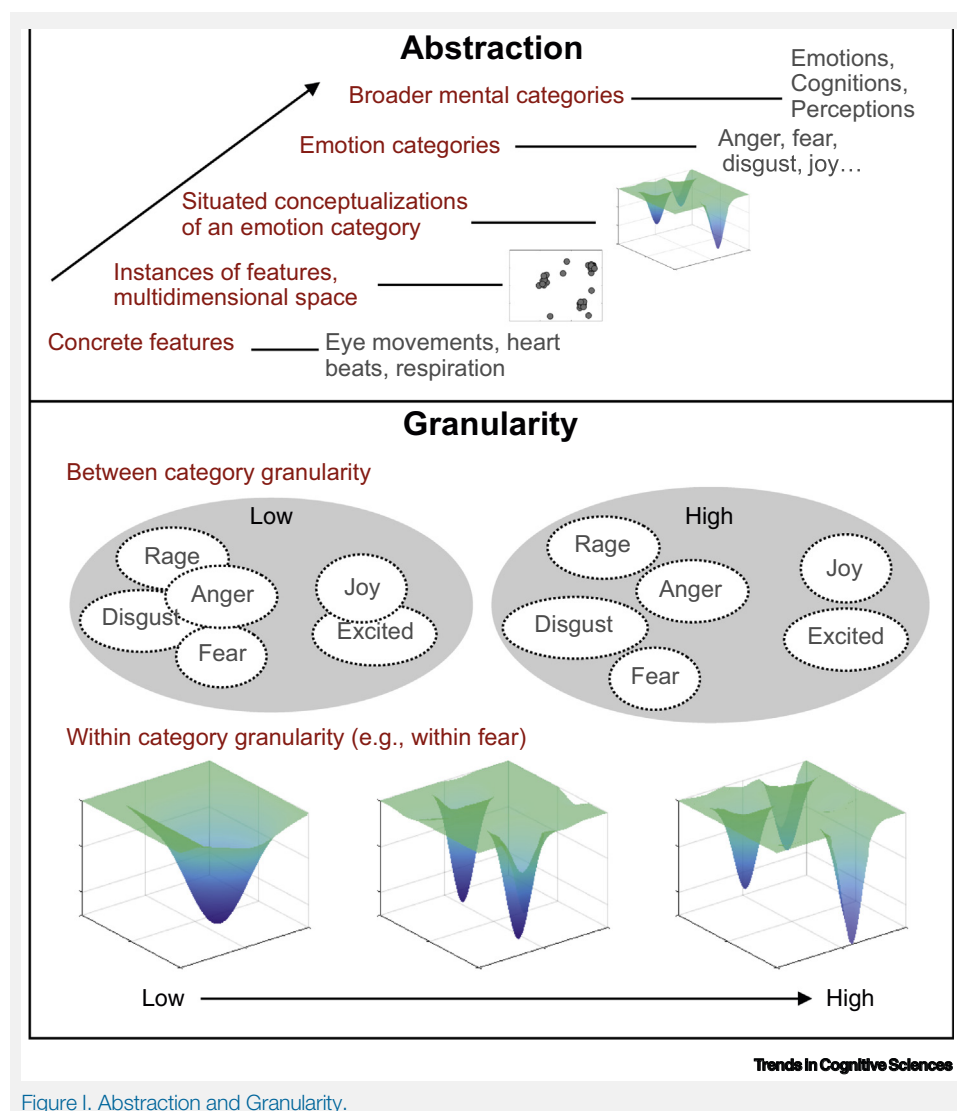 Abstraction
Broader mental categories
Emotions,
Cognitions,
Perceptions
Emotion categories
Anger, fear,
disgust, joy…
Situated conceptualizations
of an emotion category
Instances of features,
multidimensional space
Concrete features
Eye movements, heart
beats, respiration
Granularity
Between category granularity
Low
Rage
Anger
Disgust
Fear
Joy
Excited
High
Rage
Anger
Disgust
Fear
Joy
Excited
Within category granularity (e.g., within fear)
Low
High
Trends in Cognitive Sciences
Figure I. Abstraction and Granularity.